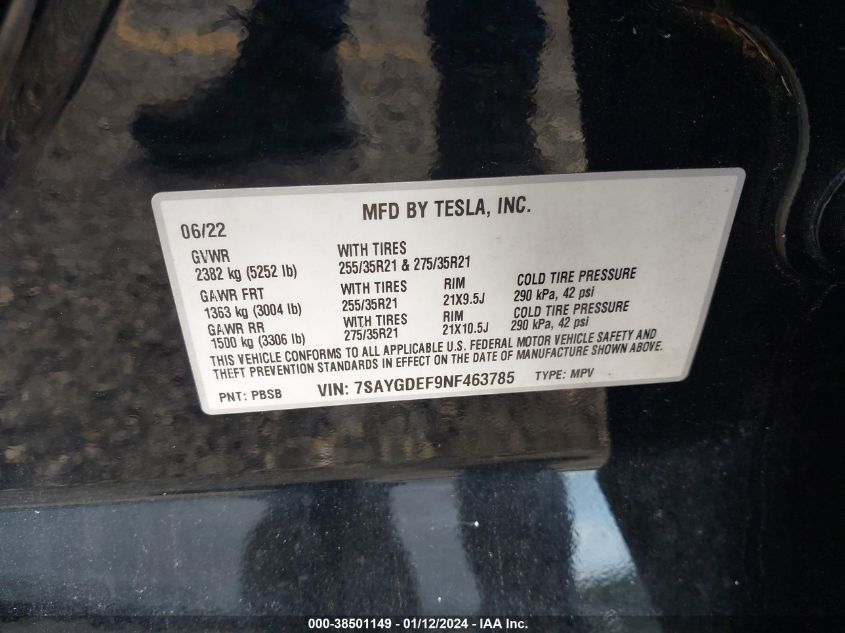 MFD BY TESLA, INC.
06/22
GVWR WITH TIRES
2382 kg (5252 lb) 255/35R21 & 275/35R21
GAWR FRT WITH TIRES RIM COLD TIRE PRESSURE
1363 kg (3004 lb) 255/35R21 21X9.5J 290 kPa, 42 psi
GAWR RR WITH TIRES RIM COLD TIRE PRESSURE
1500 kg (3306 lb) 275/35R21 21X10.5J 290 kPa, 42 psi
THIS VEHICLE CONFORMS TO ALL APPLICABLE U.S. FEDERAL MOTOR VEHICLE SAFETY AND
THEFT PREVENTION STANDARDS IN EFFECT ON THE DATE OF MANUFACTURE SHOWN ABOVE.
PNT: PBSB VIN: 7SAYGDEF9NF463785 TYPE: MPV
000-38501149 - 01/12/2024 - IAA Inc.